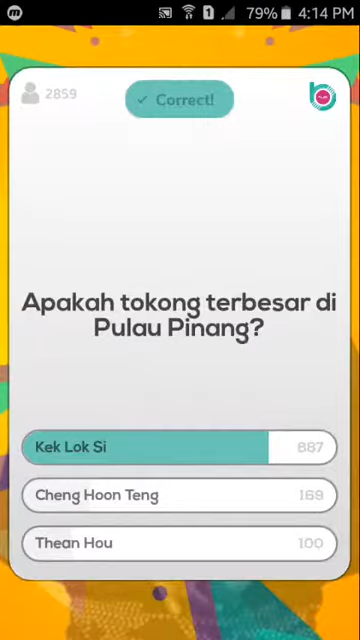 79% 4:14 PM
2859
✓ Correct!
Apakah tokong terbesar di
Pulau Pinang?
Kek Lok Si 887
Cheng Hoon Teng 169
Thean Hou 100